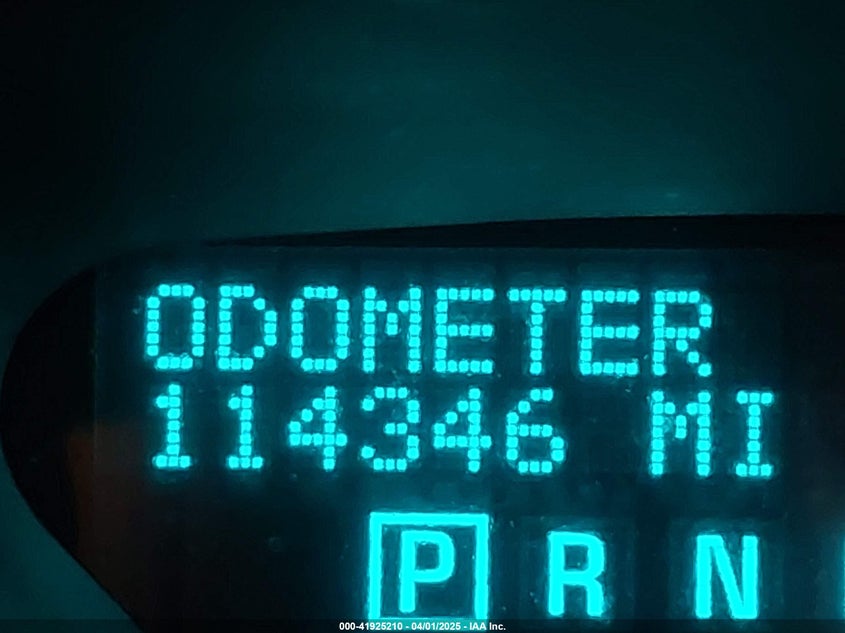 ODOMETER
114346 MI
P R N
000-41925210 - 04/01/2025 - IAA Inc.